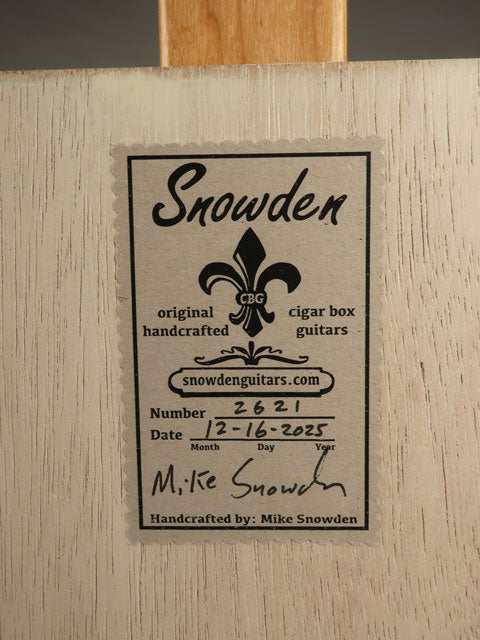 Snowden
CBG
original cigar box
handcrafted guitars
snowdenguitars.com
Number 2621
Date 12-16-2025
Month Day Year
Mike Snowden
Handcrafted by: Mike Snowden